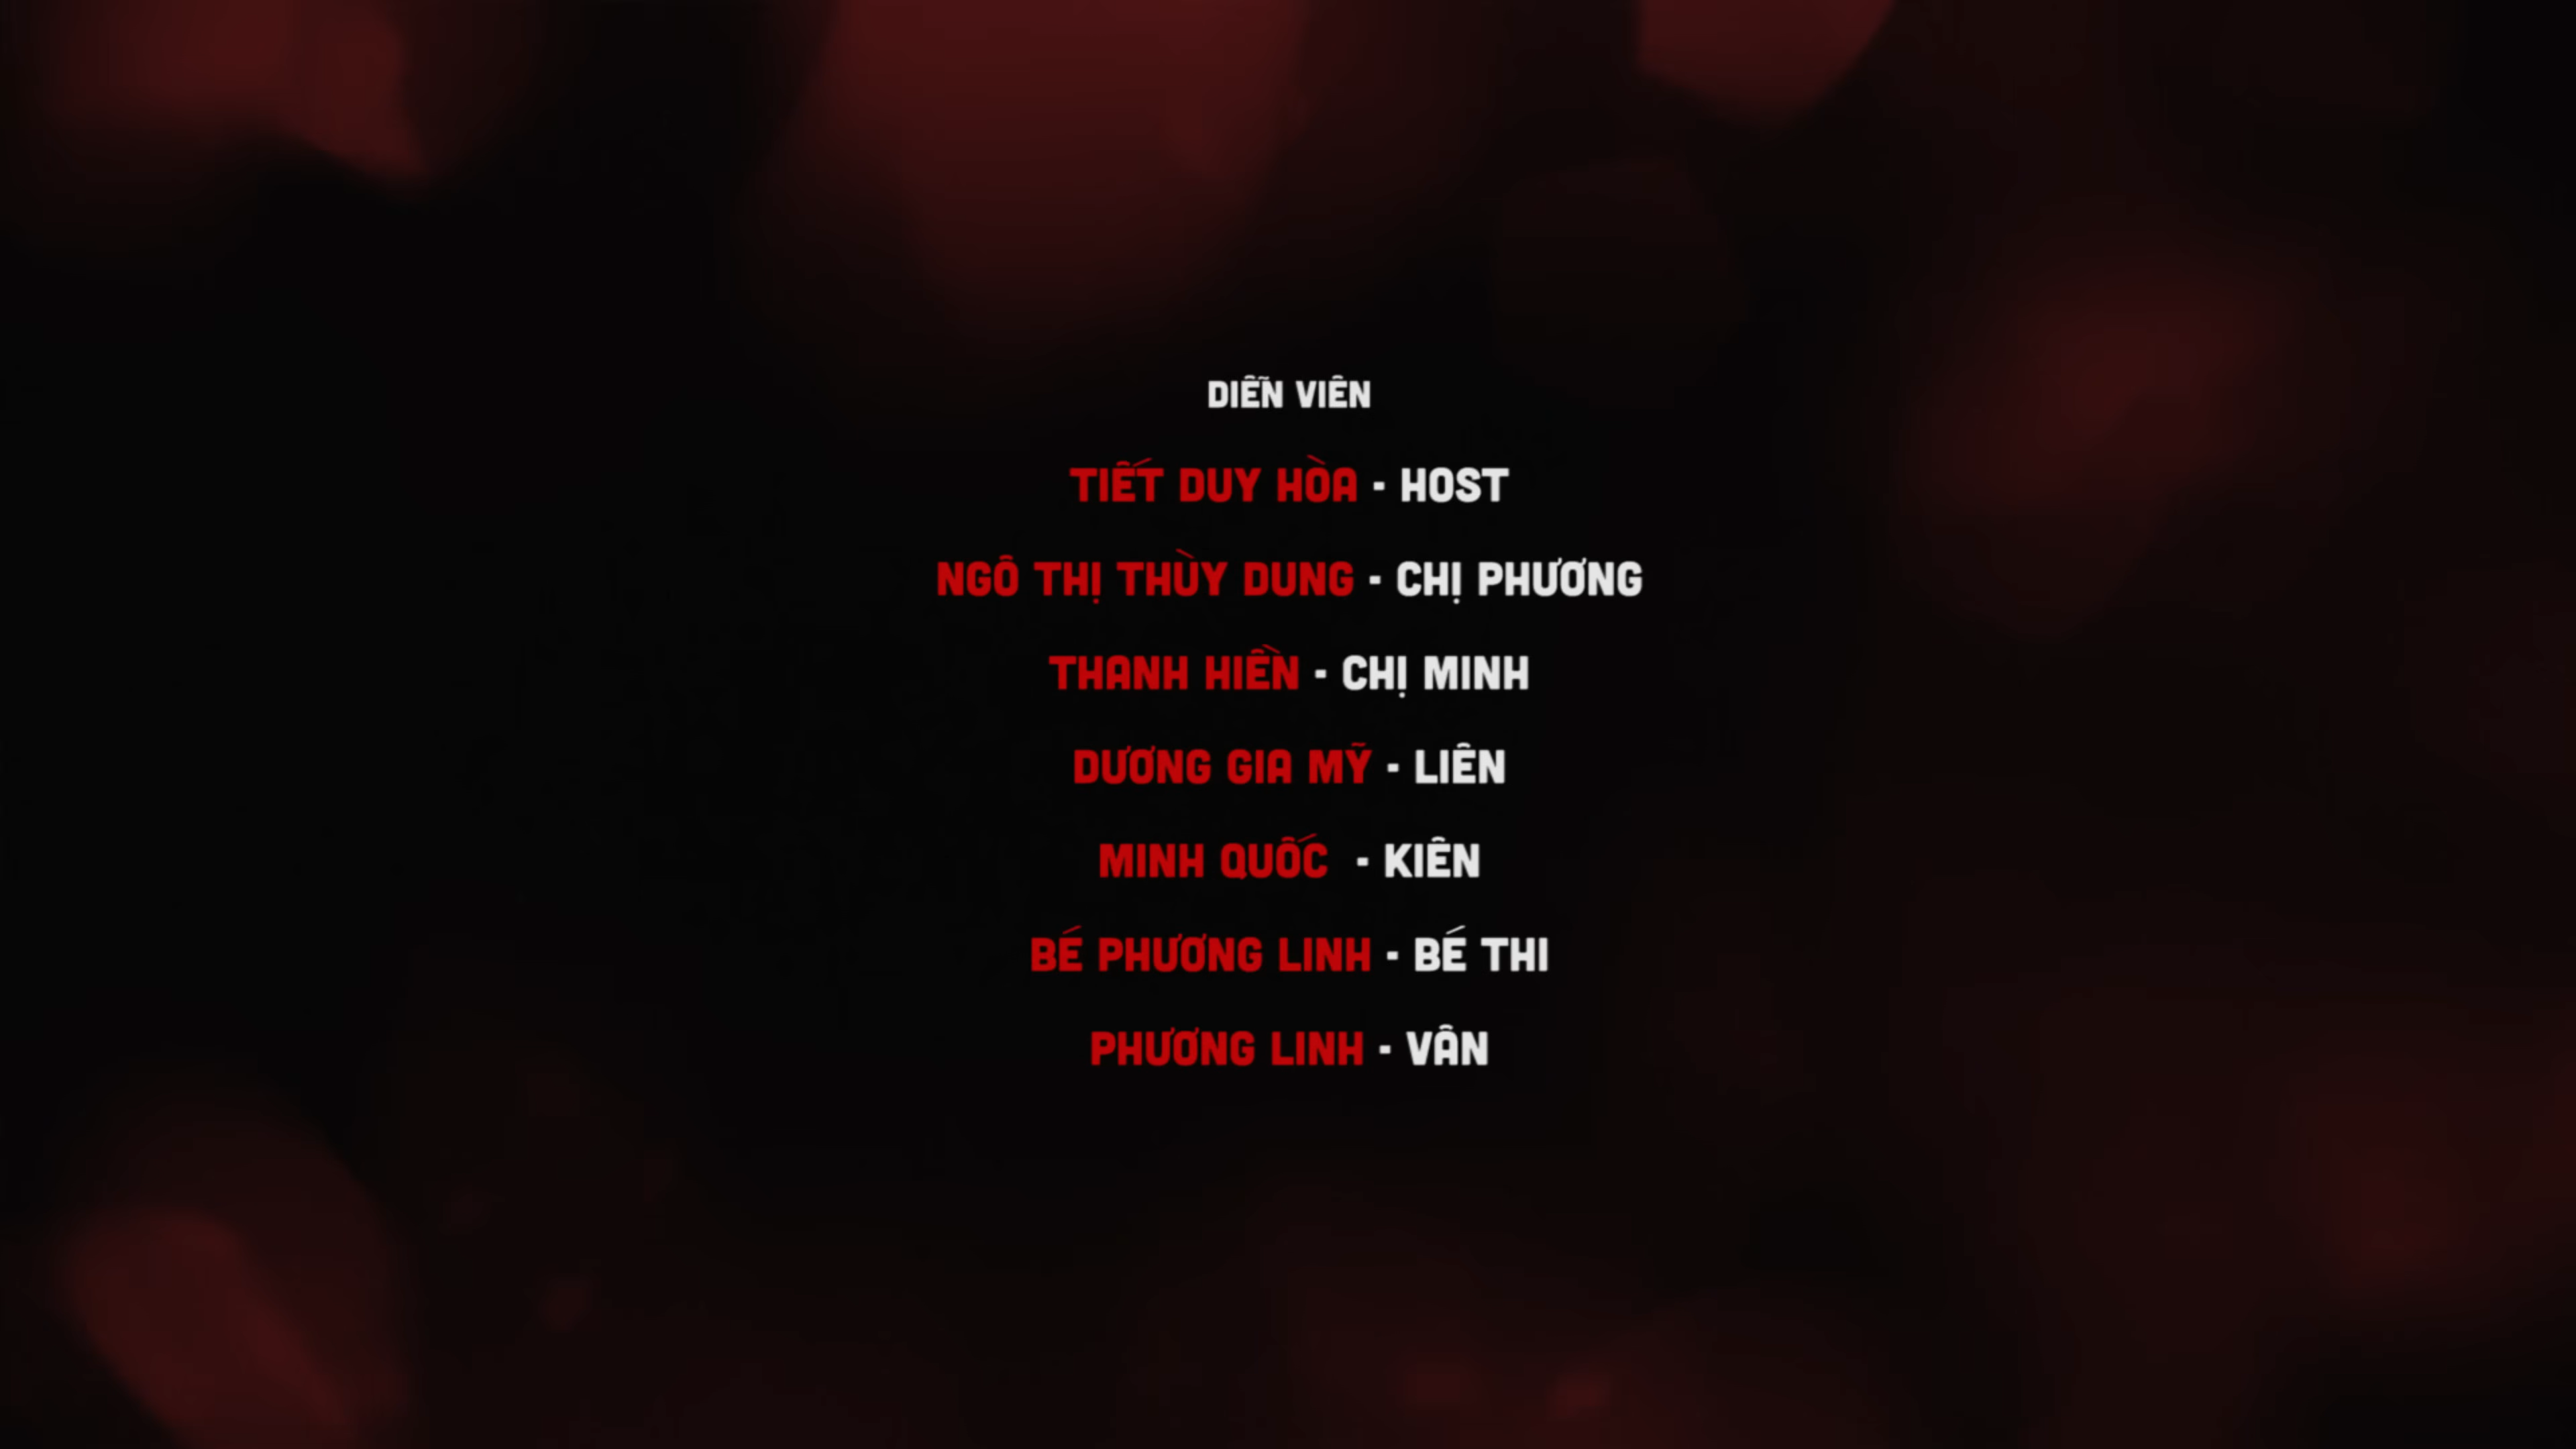 DIỄN VIÊN
TIẾT DUY HÒA - HOST
NGÔ THỊ THÙY DUNG - CHỊ PHƯƠNG
THANH HIỀN - CHỊ MINH
DƯƠNG GIA MỸ - LIÊN
MINH QUỐC - KIÊN
BÉ PHƯƠNG LINH - BÉ THI
PHƯƠNG LINH - VÂN